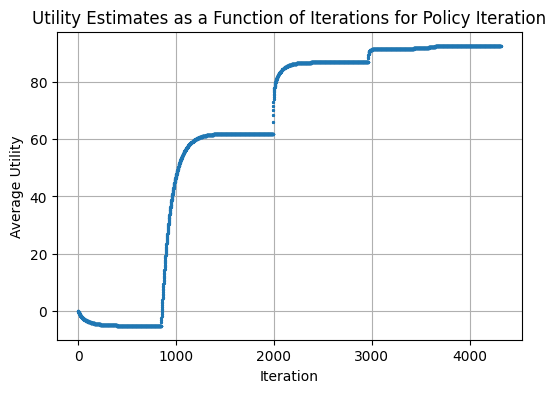 Utility Estimates as a Function of Iterations for Policy Iteration
Average Utility
80
60
40
20
0
0 1000 2000 3000 4000
Iteration